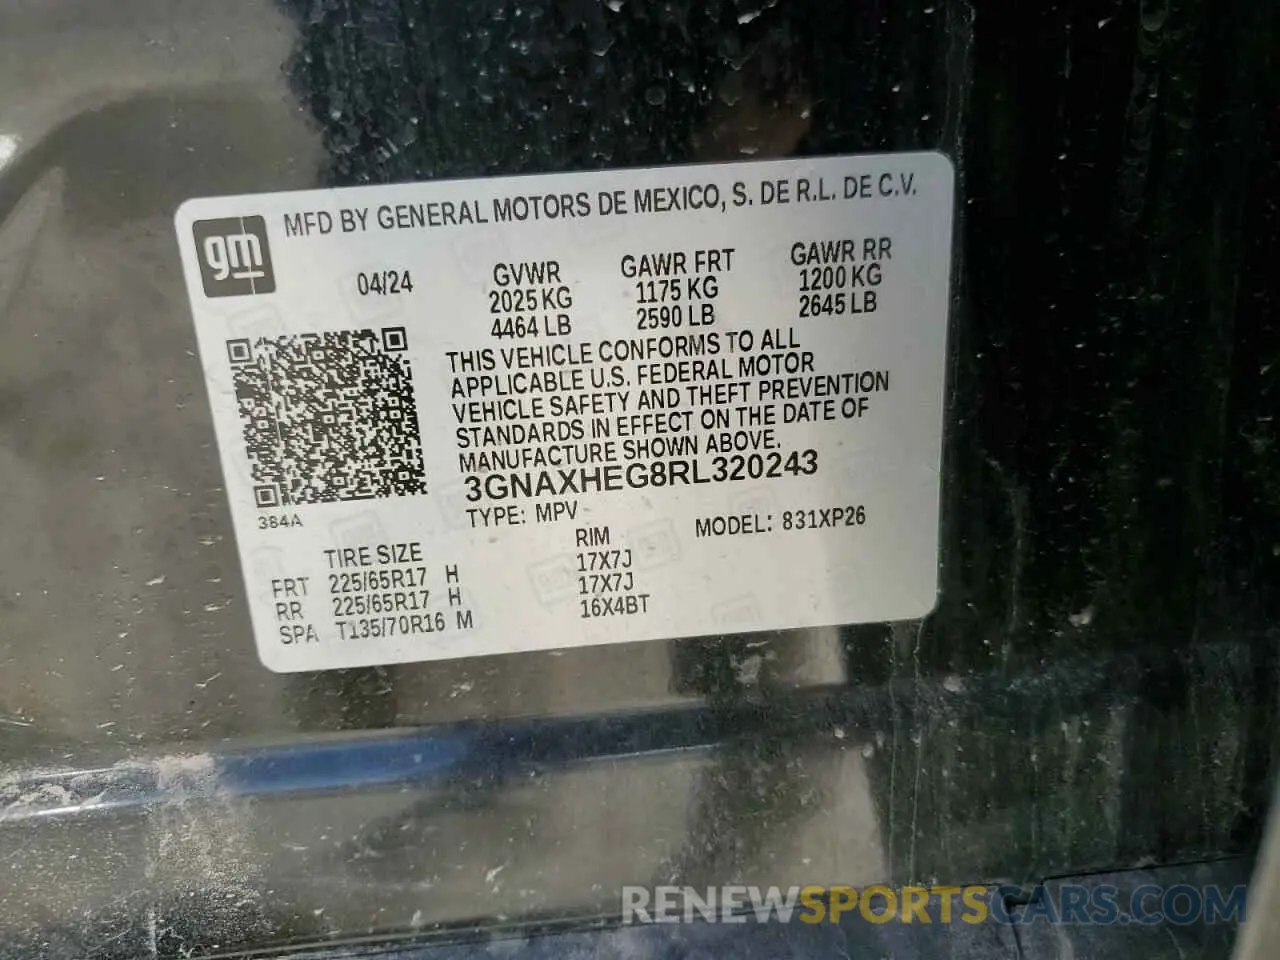 gm
MFD BY GENERAL MOTORS DE MEXICO, S. DE R.L. DE C.V.
04/24
GVWR
2025 KG
4464 LB
GAWR FRT
1175 KG
2590 LB
GAWR RR
1200 KG
2645 LB
THIS VEHICLE CONFORMS TO ALL
APPLICABLE U.S. FEDERAL MOTOR
VEHICLE SAFETY AND THEFT PREVENTION
STANDARDS IN EFFECT ON THE DATE OF
MANUFACTURE SHOWN ABOVE.
3GNAXHEG8RL320243
384A
TYPE: MPV
MODEL: 831XP26
TIRE SIZE
RIM
FRT 225/65R17 H 17X7J
RR 225/65R17 H 17X7J
SPA T135/70R16 M 16X4BT
RENEWSPORTSCARS.COM